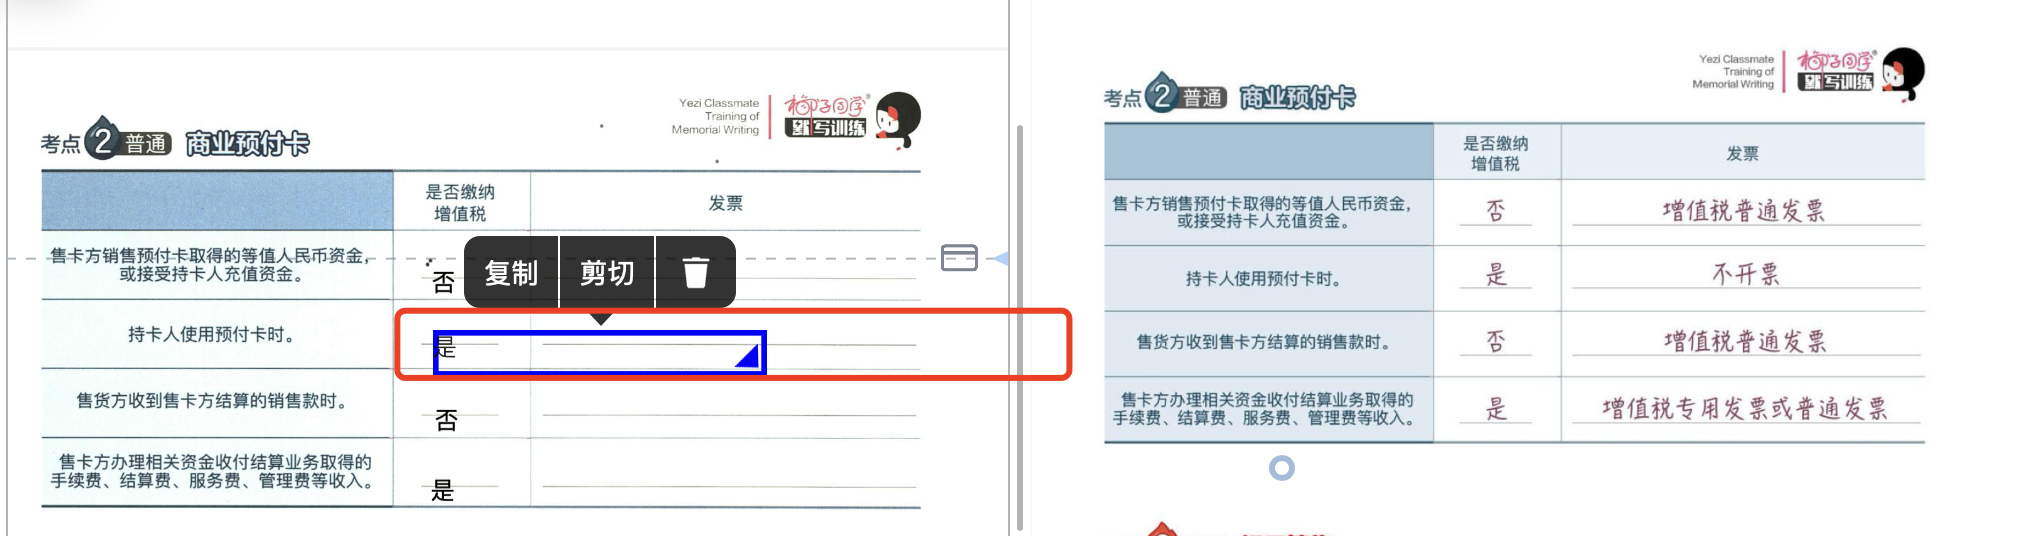 Yezi Classmate
Training of
Memorial Writing
椰子同学
默写训练
考点2 普通 商业预付卡
是否缴纳
增值税
发票
售卡方销售预付卡取得的等值人民币资金,
或接受持卡人充值资金。
否
复制 剪切
持卡人使用预付卡时。
是
售货方收到售卡方结算的销售款时。
否
售卡方办理相关资金收付结算业务取得的
手续费、结算费、服务费、管理费等收入。
是
Yezi Classmate
Training of
Memorial Writing
椰子同学
默写训练
考点2 普通 商业预付卡
是否缴纳
增值税
发票
售卡方销售预付卡取得的等值人民币资金,
或接受持卡人充值资金。
否
增值税普通发票
持卡人使用预付卡时。
是
不开票
售货方收到售卡方结算的销售款时。
否
增值税普通发票
售卡方办理相关资金收付结算业务取得的
手续费、结算费、服务费、管理费等收入。
是
增值税专用发票或普通发票